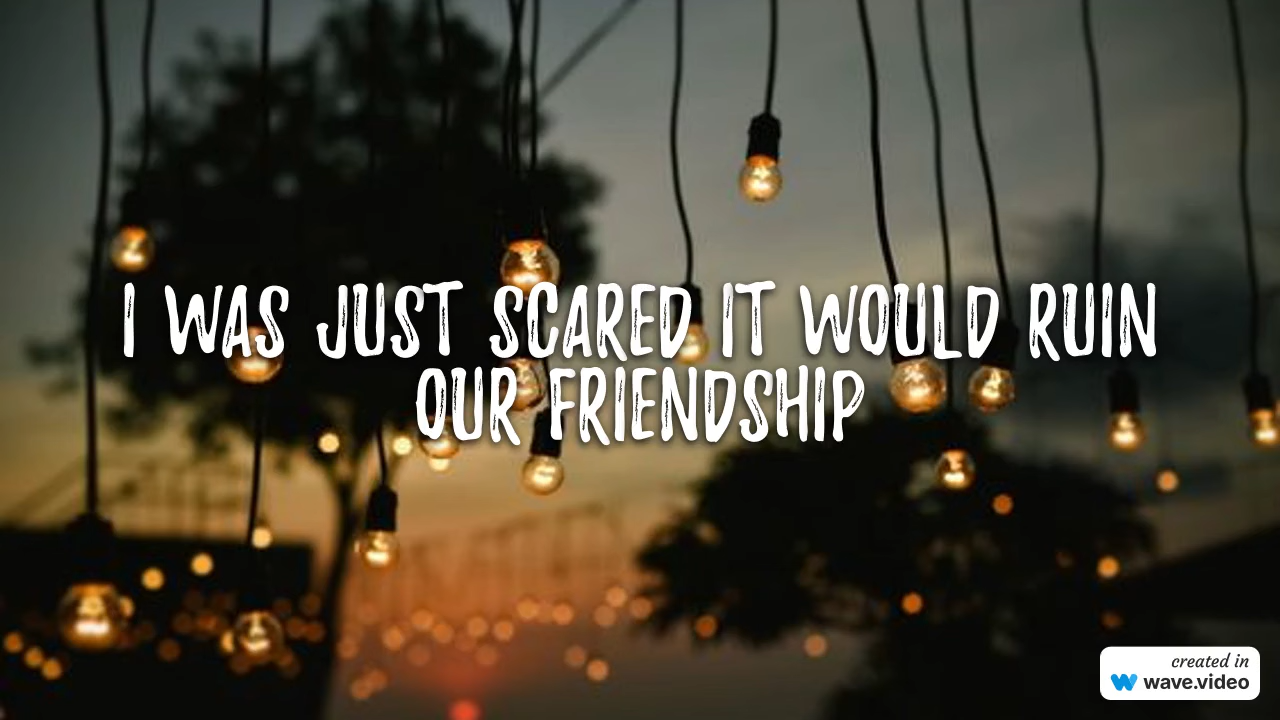 I WAS JUST SCARED IT WOULD RUIN
OUR FRIENDSHIP
created in
wave.video